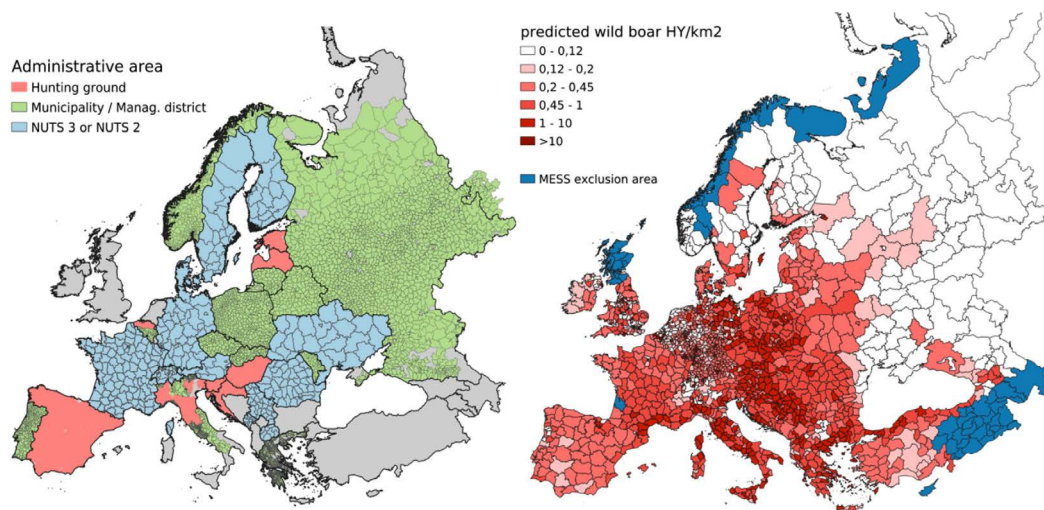 Administrative area
Hunting ground
Municipality / Manag. district
NUTS 3 or NUTS 2
predicted wild boar HY/km2
0 - 0,12
0,12 - 0,2
0,2 - 0,45
0,45 - 1
1 - 10
>10
MESS exclusion area